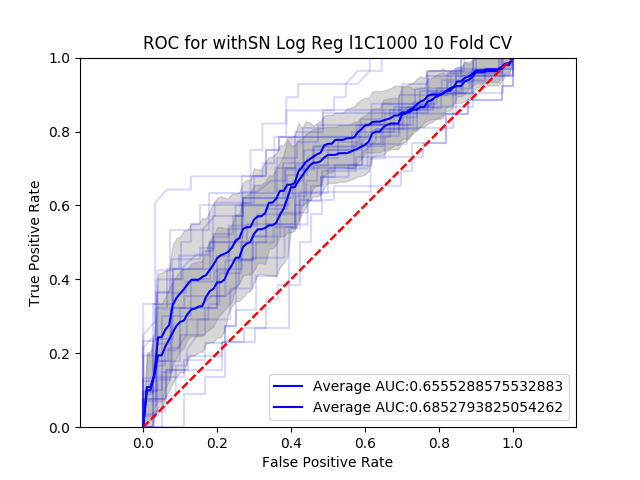 ROC for withSN Log Reg l1C1000 10 Fold CV
True Positive Rate
1.0
0.8
0.6
0.4
0.2
0.0
Average AUC:0.6555288575532883
Average AUC:0.6852793825054262
0.0 0.2 0.4 0.6 0.8 1.0
False Positive Rate